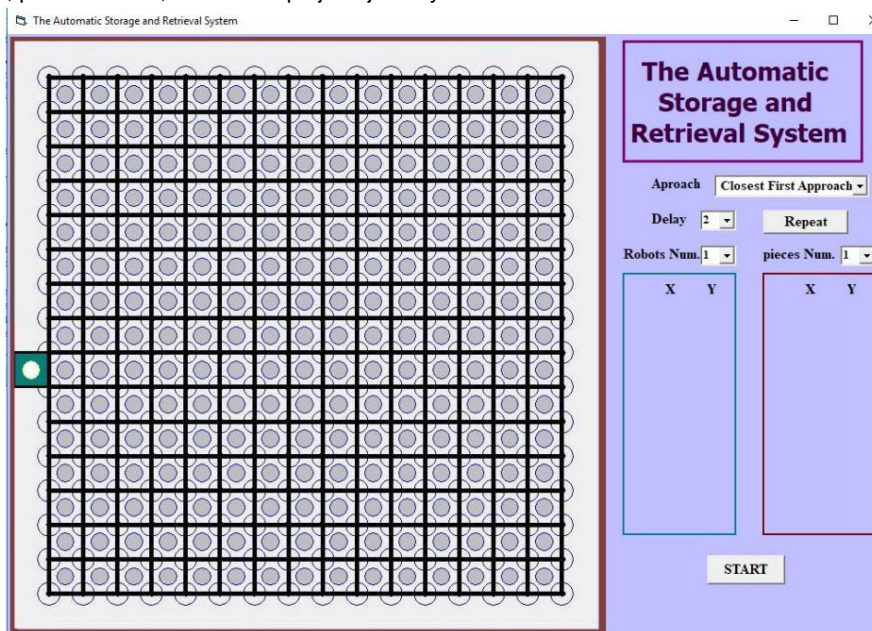 The Automatic Storage and Retrieval System
The Automatic
Storage and
Retrieval System
Aproach Closest First Approach
Delay 2 Repeat
Robots Num. 1 pieces Num. 1
X Y X Y
START